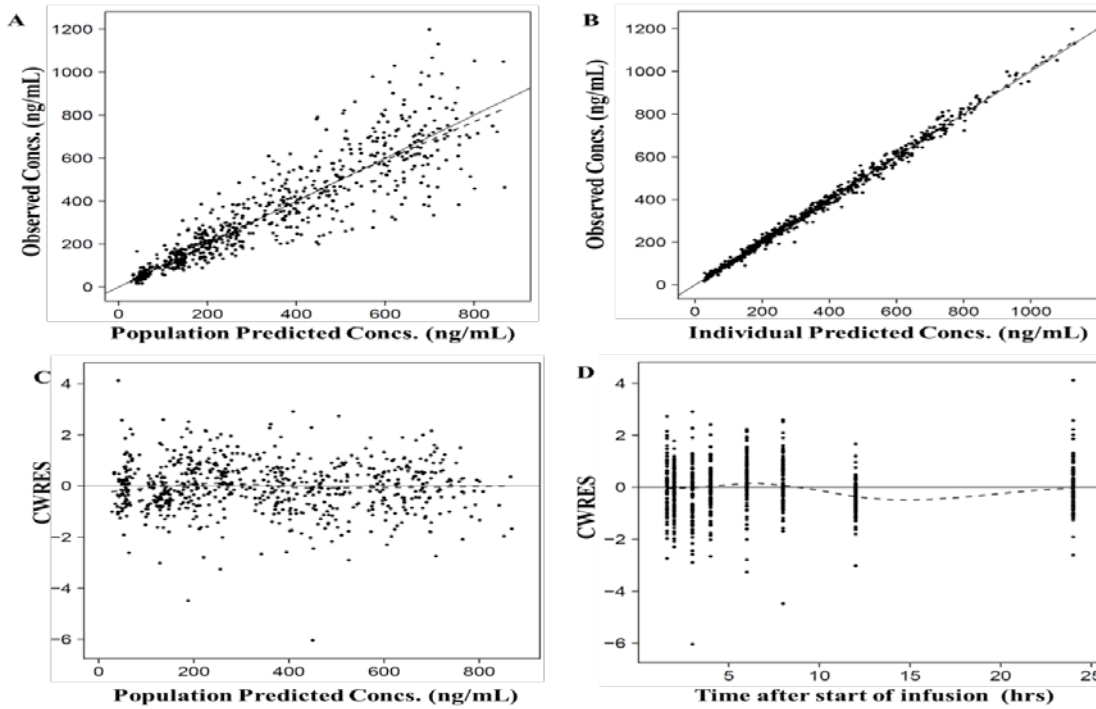 A
1200
1000
800
600
400
200
0
Observed Concs. (ng/mL)
0 200 400 600 800
Population Predicted Concs. (ng/mL)
B
1200
1000
800
600
400
200
0
Observed Concs. (ng/mL)
0 200 400 600 800 1000
Individual Predicted Concs. (ng/mL)
C
4
2
0
−2
−4
−6
CWRES
0 200 400 600 800
Population Predicted Concs. (ng/mL)
D
4
2
0
−2
−4
−6
CWRES
5 10 15 20 25
Time after start of infusion (hrs)